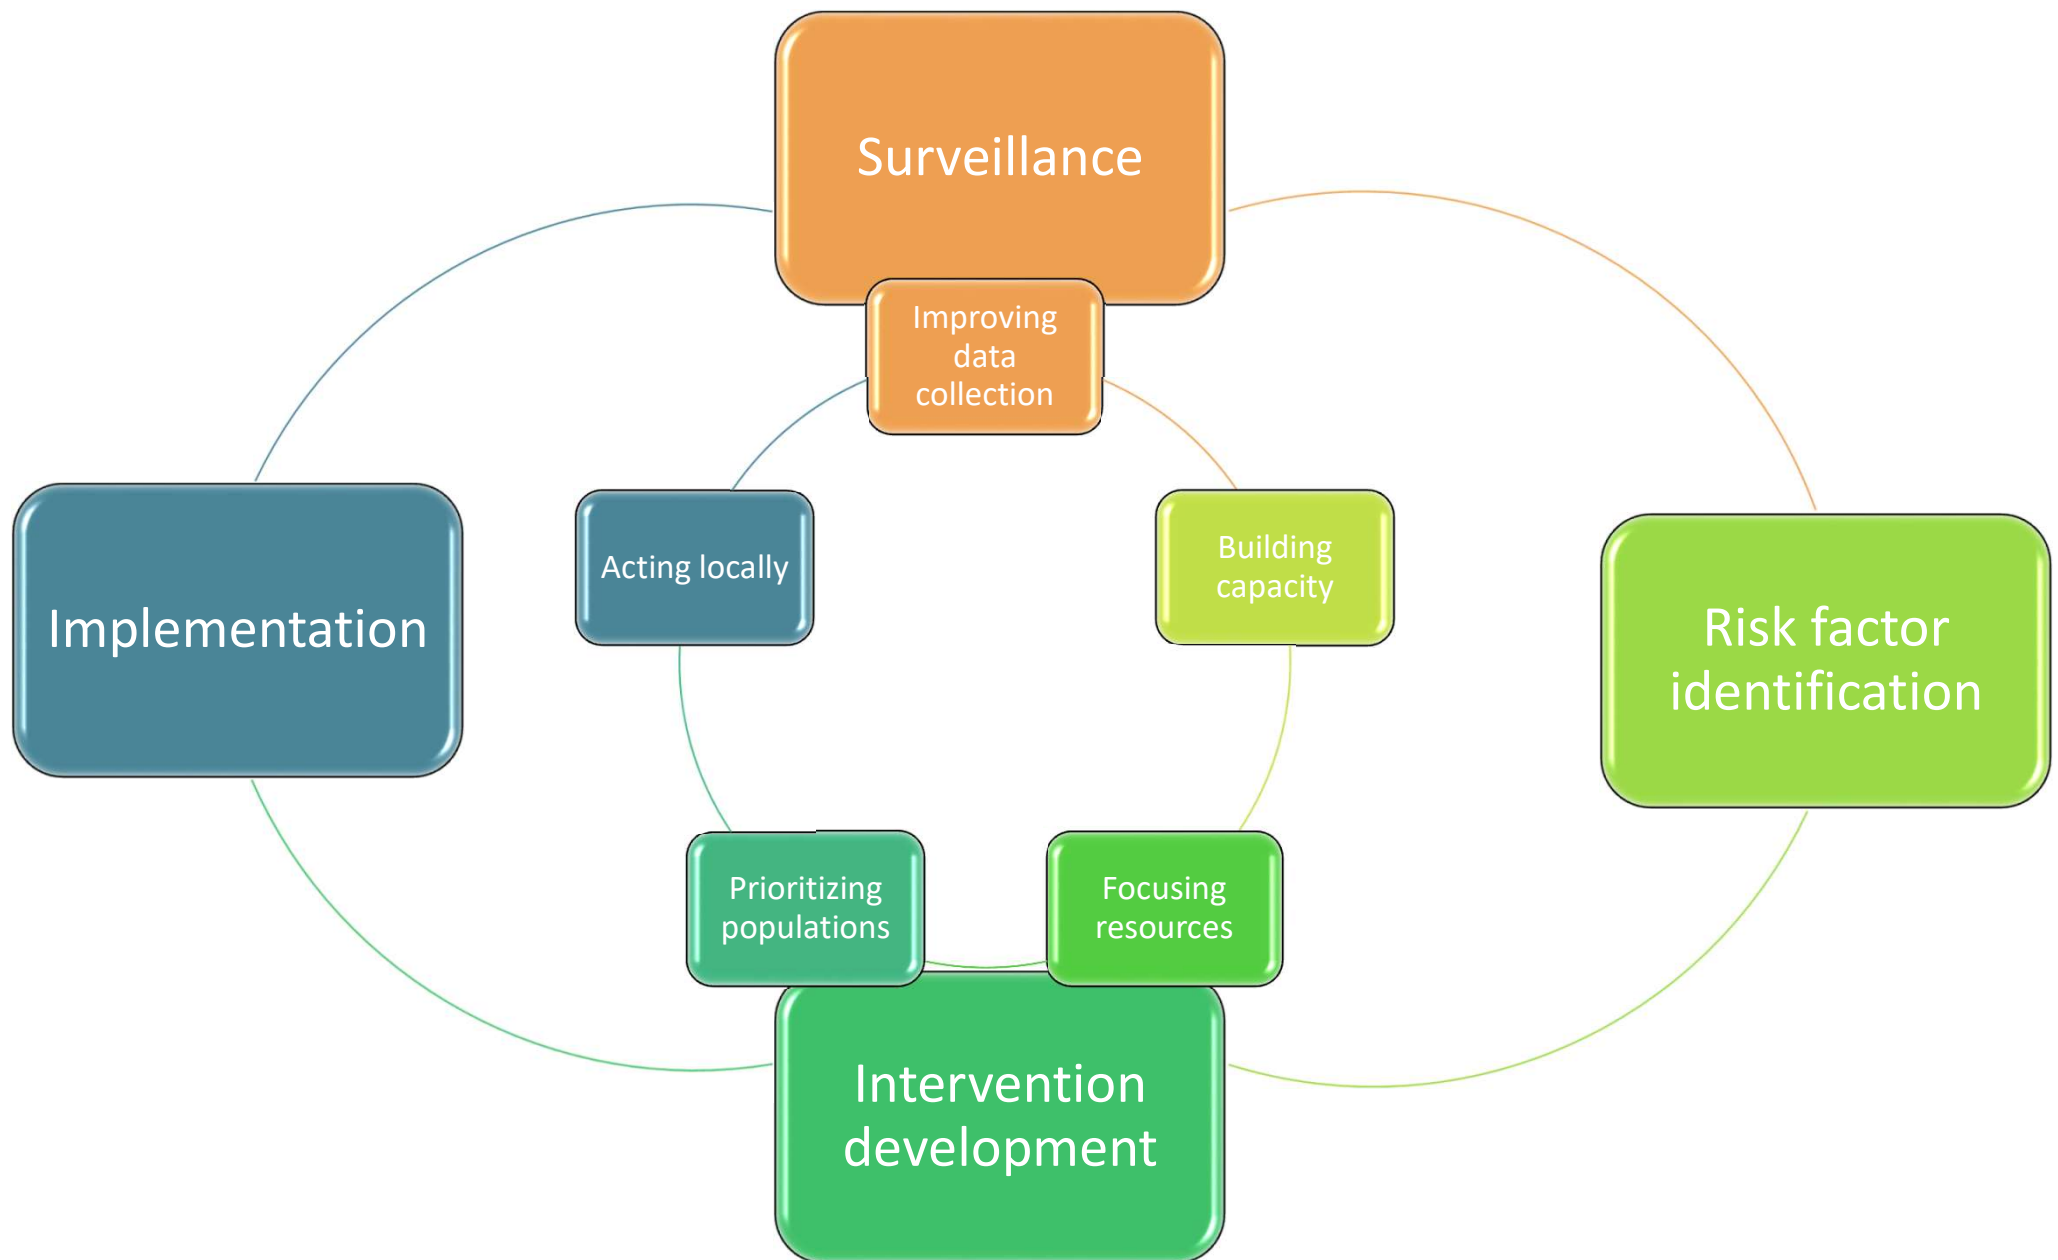 Surveillance
Improving
data
collection
Acting locally
Building
capacity
Implementation
Risk factor
identification
Prioritizing
populations
Focusing
resources
Intervention
development